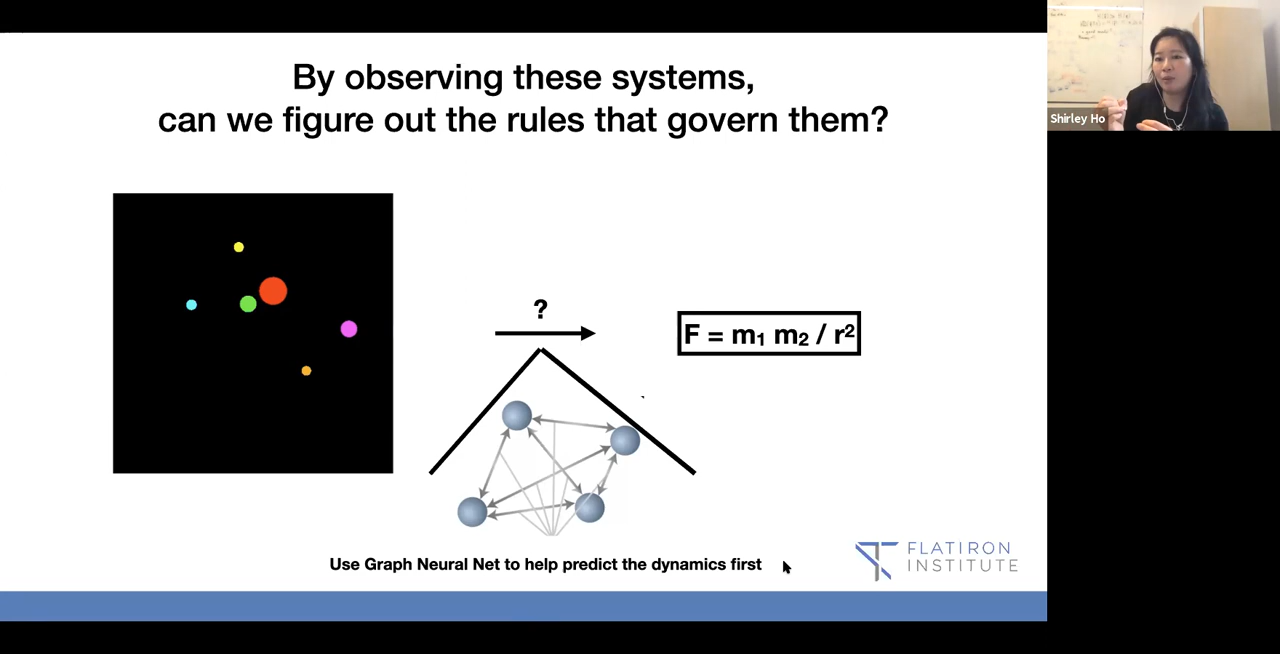 By observing these systems,
can we figure out the rules that govern them?
Shirley Ho
?
F = m₁ m₂ / r²
Use Graph Neural Net to help predict the dynamics first
FLATIRON
INSTITUTE